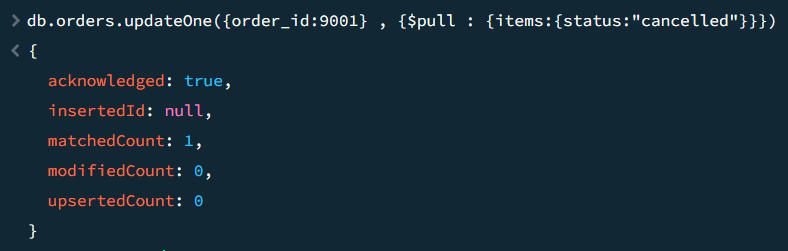 > db.orders.updateOne({order_id:9001} , {$pull : {items:{status:"cancelled"}}})
< {
acknowledged: true,
insertedId: null,
matchedCount: 1,
modifiedCount: 0,
upsertedCount: 0
}